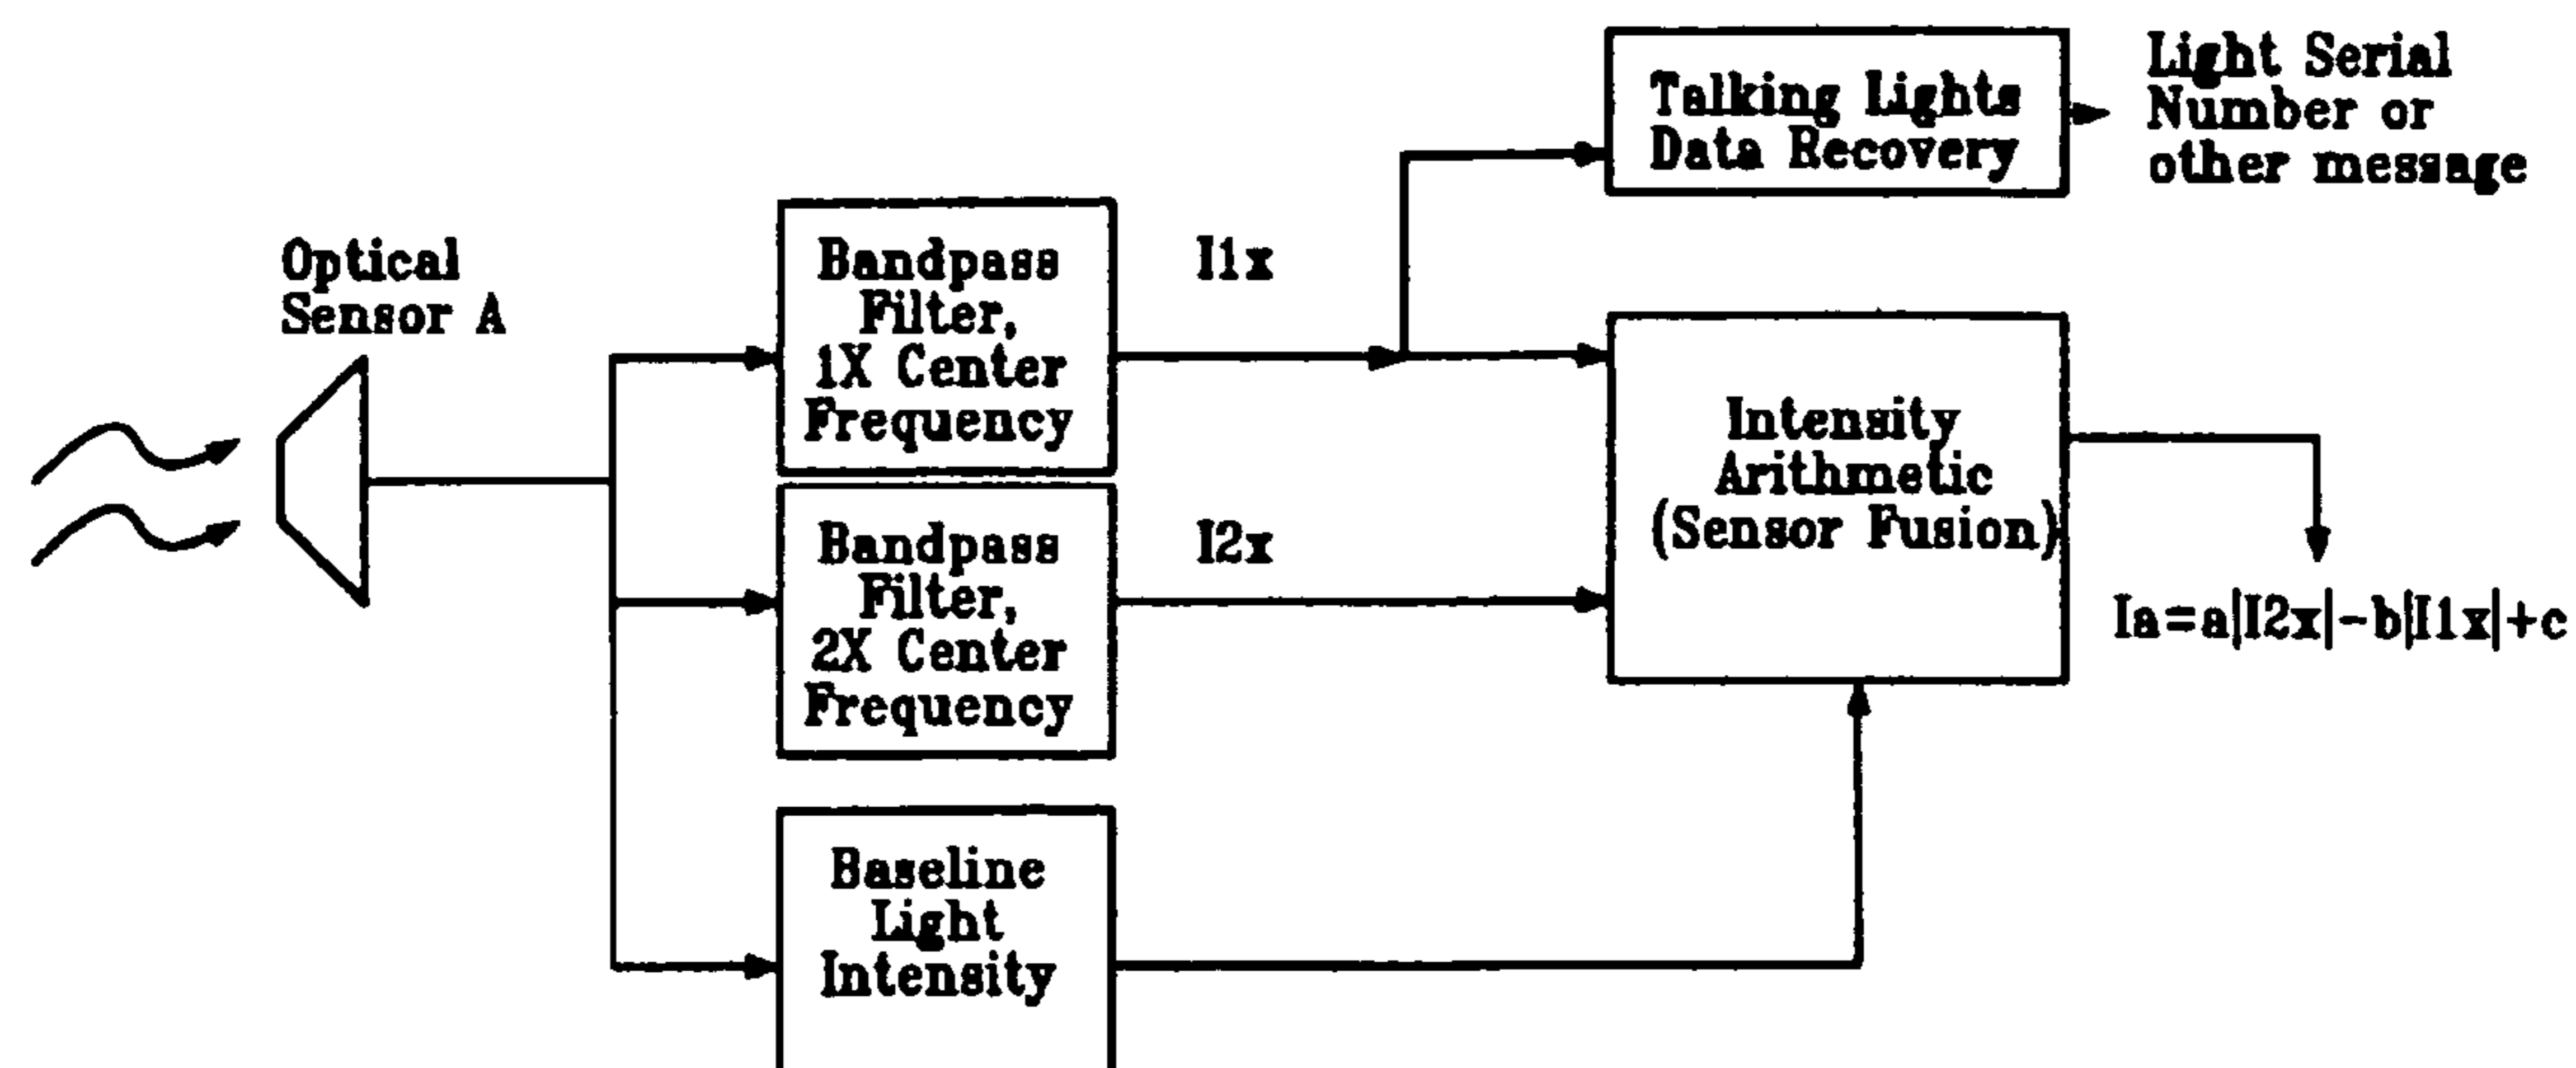 Optical
Sensor A
Bandpass
Filter,
1X Center
Frequency
I1x
Talking Lights
Data Recovery
Light Serial
Number or
other message
Bandpass
Filter,
2X Center
Frequency
I2x
Intensity
Arithmetic
(Sensor Fusion)
Ia=a|I2x|-b|I1x|+c
Baseline
Light
Intensity